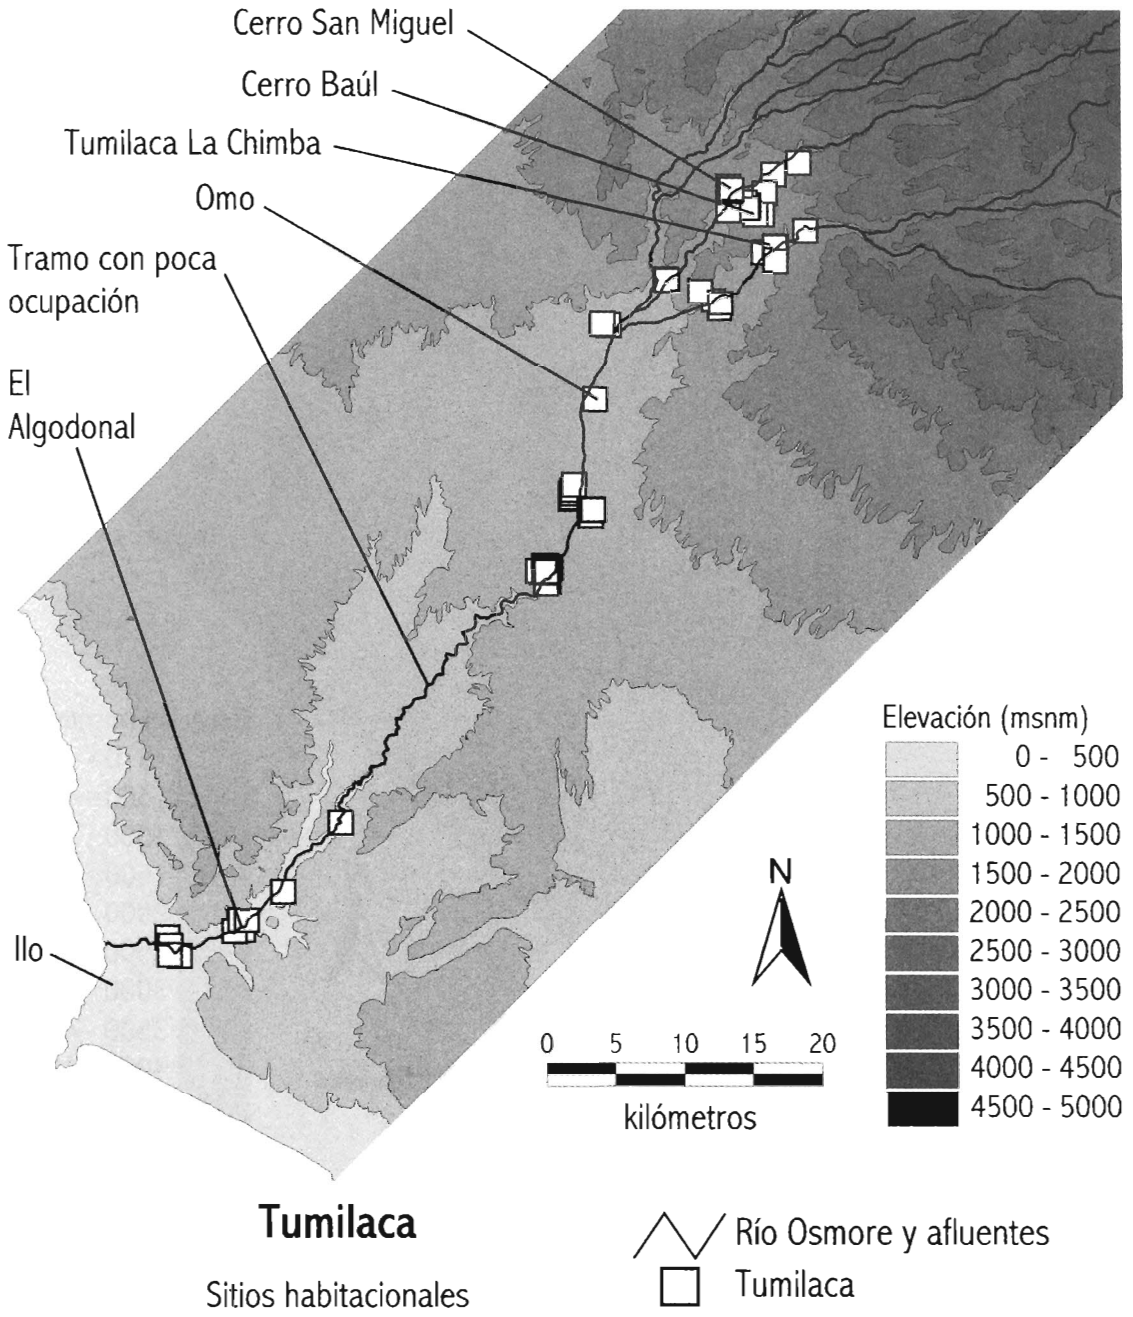 Cerro San Miguel
Cerro Baúl
Tumilaca La Chimba
Omo
Tramo con poca
ocupación
El
Algodonal
Ilo
Elevación (msnm)
0 - 500
500 - 1000
1000 - 1500
1500 - 2000
2000 - 2500
2500 - 3000
3000 - 3500
3500 - 4000
4000 - 4500
4500 - 5000
N
0 5 10 15 20
kilómetros
Tumilaca
Sitios habitacionales
Río Osmore y afluentes
Tumilaca